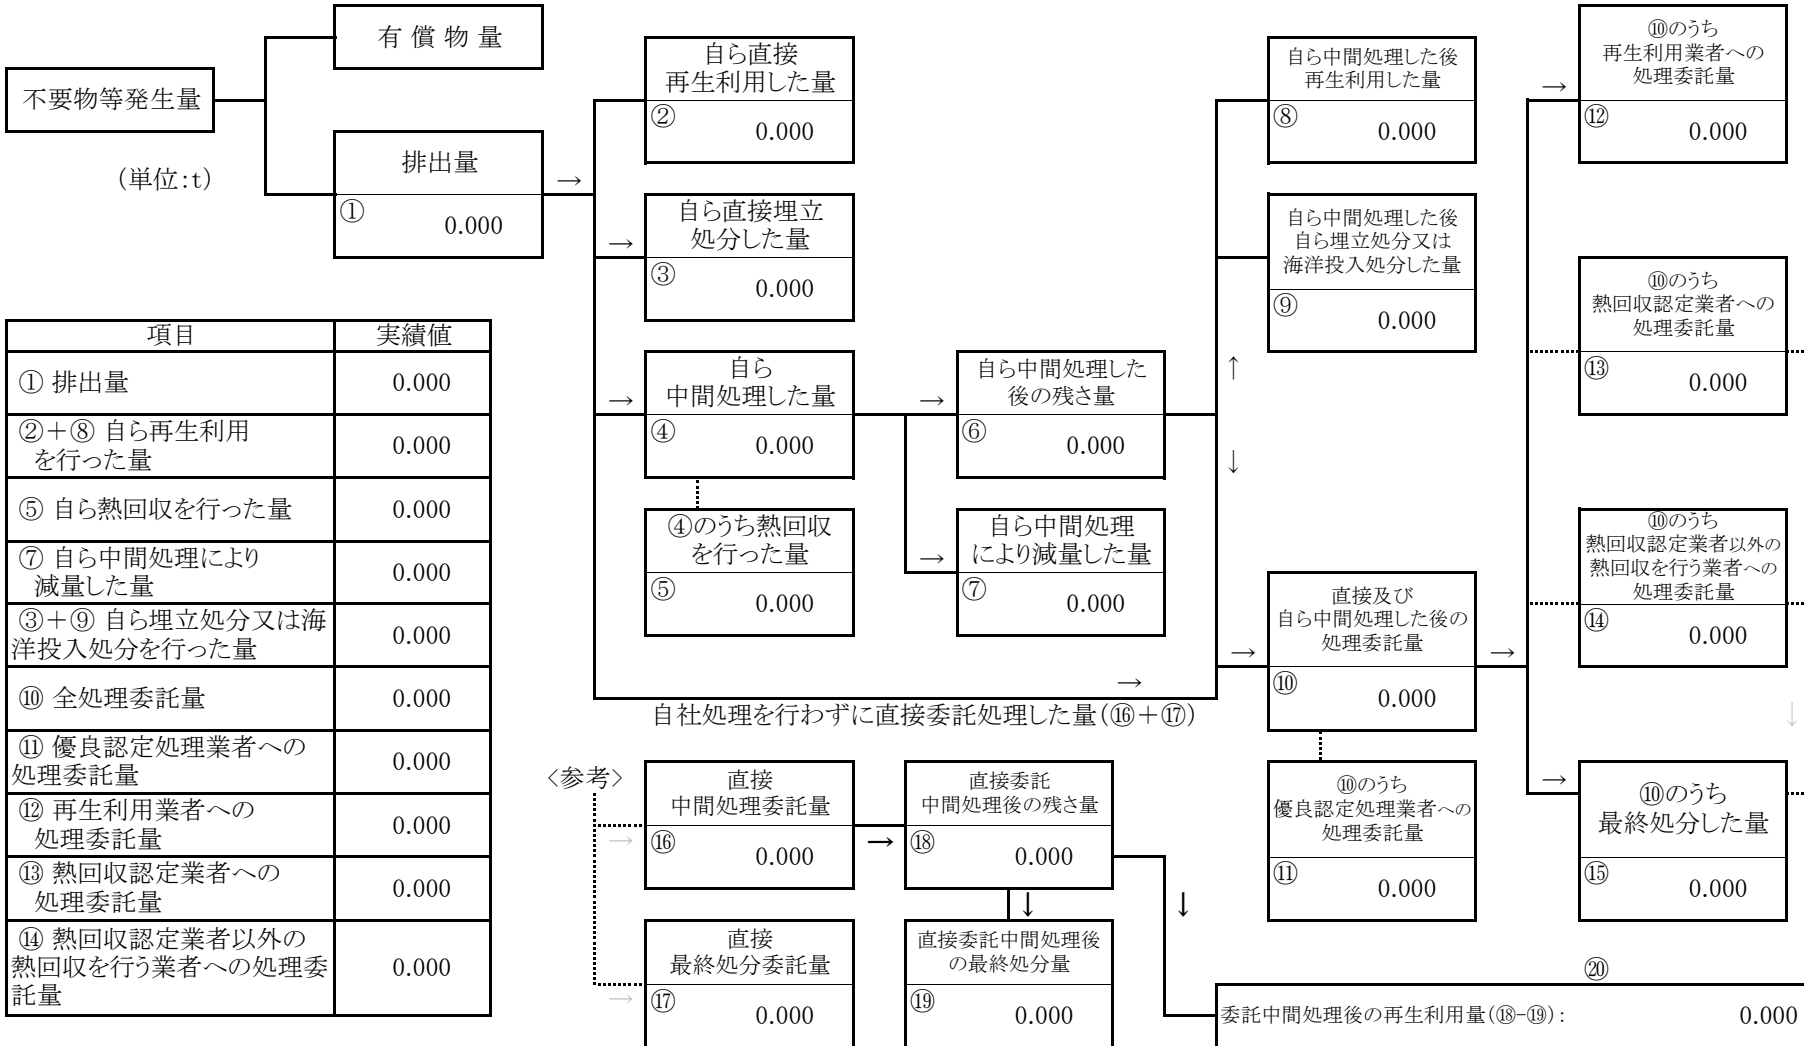 不要物等発生量
(単位:t)
有 償 物 量
排出量
→
①
0.000
自ら直接
再生利用した量
②
0.000
→
自ら直接埋立
処分した量
③
0.000
→
自ら
中間処理した量
④
0.000
④のうち熱回収
を行った量
⑤
0.000
→
自ら中間処理した
後の残さ量
⑥
0.000
→
自ら中間処理
により減量した量
⑦
0.000
↑
↓
自ら中間処理した後
再生利用した量
⑧
0.000
自ら中間処理した後
自ら埋立処分又は
海洋投入処分した量
⑨
0.000
→
自社処理を行わずに直接委託処理した量(⑯+⑰)
→
直接及び
自ら中間処理した後の
処理委託量
⑩
0.000
→
⑩のうち
優良認定処理業者への
処理委託量
⑪
0.000
→
⑩のうち
再生利用業者への
処理委託量
⑫
0.000
⑩のうち
熱回収認定業者への
処理委託量
⑬
0.000
⑩のうち
熱回収認定業者以外の
熱回収を行う業者への
処理委託量
⑭
0.000
↓
→
⑩のうち
最終処分した量
⑮
0.000
項目 実績値
① 排出量 0.000
②+⑧ 自ら再生利用
を行った量
0.000
⑤ 自ら熱回収を行った量 0.000
⑦ 自ら中間処理により
減量した量
0.000
③+⑨ 自ら埋立処分又は海
洋投入処分を行った量
0.000
⑩ 全処理委託量 0.000
⑪ 優良認定処理業者への
処理委託量
0.000
⑫ 再生利用業者への
処理委託量
0.000
⑬ 熱回収認定業者への
処理委託量
0.000
⑭ 熱回収認定業者以外の
熱回収を行う業者への処理委
託量
0.000
<参考>
→
直接
中間処理委託量
⑯
0.000
→
直接委託
中間処理後の残さ量
⑱
0.000
↓
↓
→
直接
最終処分委託量
⑰
0.000
直接委託中間処理後
の最終処分量
⑲
0.000
⑳
委託中間処理後の再生利用量(⑱-⑲): 0.000